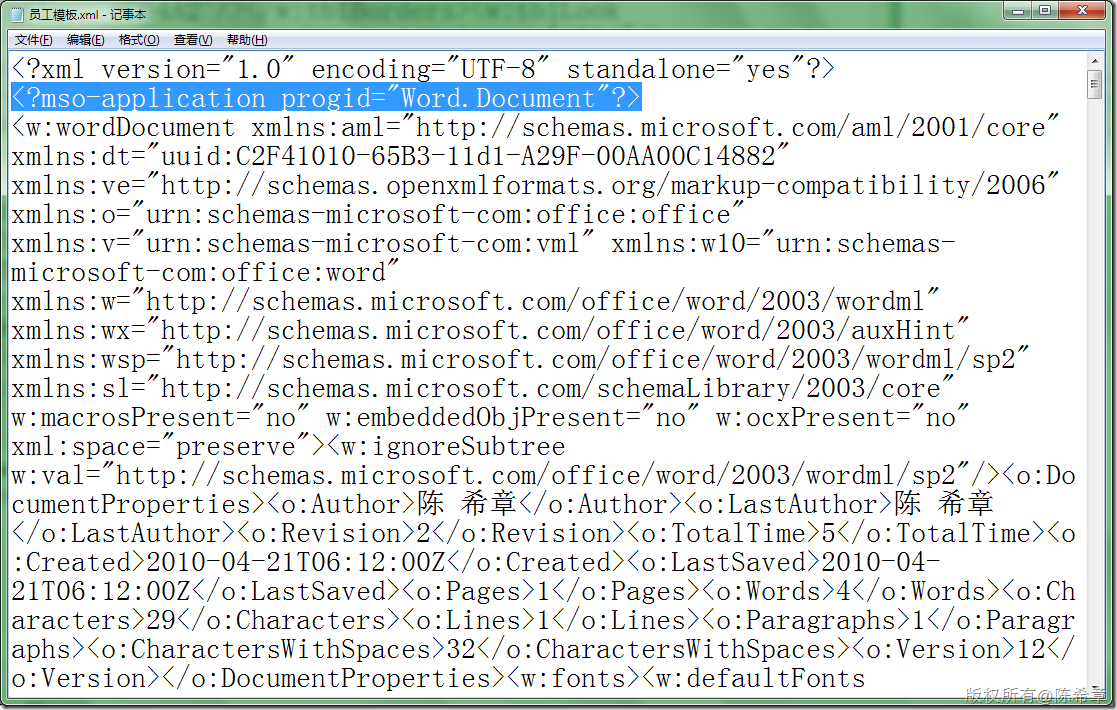 员工模板.xml - 记事本
文件(F) 编辑(E) 格式(O) 查看(V) 帮助(H)
<?xml version="1.0" encoding="UTF-8" standalone="yes"?>
<?mso-application progid="Word.Document"?>
<w:wordDocument xmlns:aml="http://schemas.microsoft.com/aml/2001/core"
xmlns:dt="uuid:C2F41010-65B3-11d1-A29F-00AA00C14882"
xmlns:ve="http://schemas.openxmlformats.org/markup-compatibility/2006"
xmlns:o="urn:schemas-microsoft-com:office:office"
xmlns:v="urn:schemas-microsoft-com:vml" xmlns:w10="urn:schemas-
microsoft-com:office:word"
xmlns:w="http://schemas.microsoft.com/office/word/2003/wordml"
xmlns:wx="http://schemas.microsoft.com/office/word/2003/auxHint"
xmlns:wsp="http://schemas.microsoft.com/office/word/2003/wordml/sp2"
xmlns:sl="http://schemas.microsoft.com/schemaLibrary/2003/core"
w:macrosPresent="no" w:embeddedObjPresent="no" w:ocxPresent="no"
xml:space="preserve"><w:ignoreSubtree
w:val="http://schemas.microsoft.com/office/word/2003/wordml/sp2"/><o:Do
cumentProperties><o:Author>陈 希章</o:Author><o:LastAuthor>陈 希章
</o:LastAuthor><o:Revision>2</o:Revision><o:TotalTime>5</o:TotalTime><o
:Created>2010-04-21T06:12:00Z</o:Created><o:LastSaved>2010-04-
21T06:12:00Z</o:LastSaved><o:Pages>1</o:Pages><o:Words>4</o:Words><o:Ch
aracters>29</o:Characters><o:Lines>1</o:Lines><o:Paragraphs>1</o:Paragr
aphs><o:CharactersWithSpaces>32</o:CharactersWithSpaces><o:Version>12</
o:Version></o:DocumentProperties><w:fonts><w:defaultFonts
版权所有@陈希章